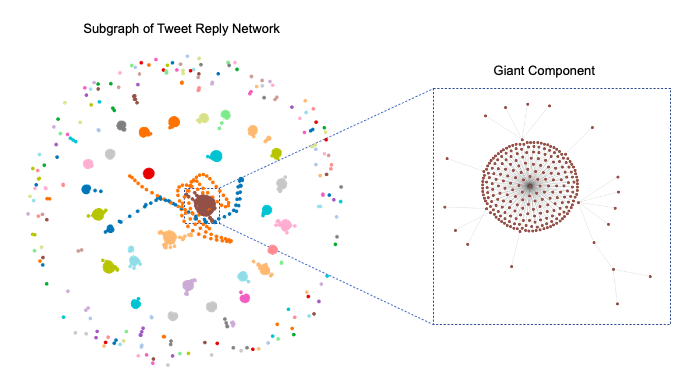 Subgraph of Tweet Reply Network
Giant Component